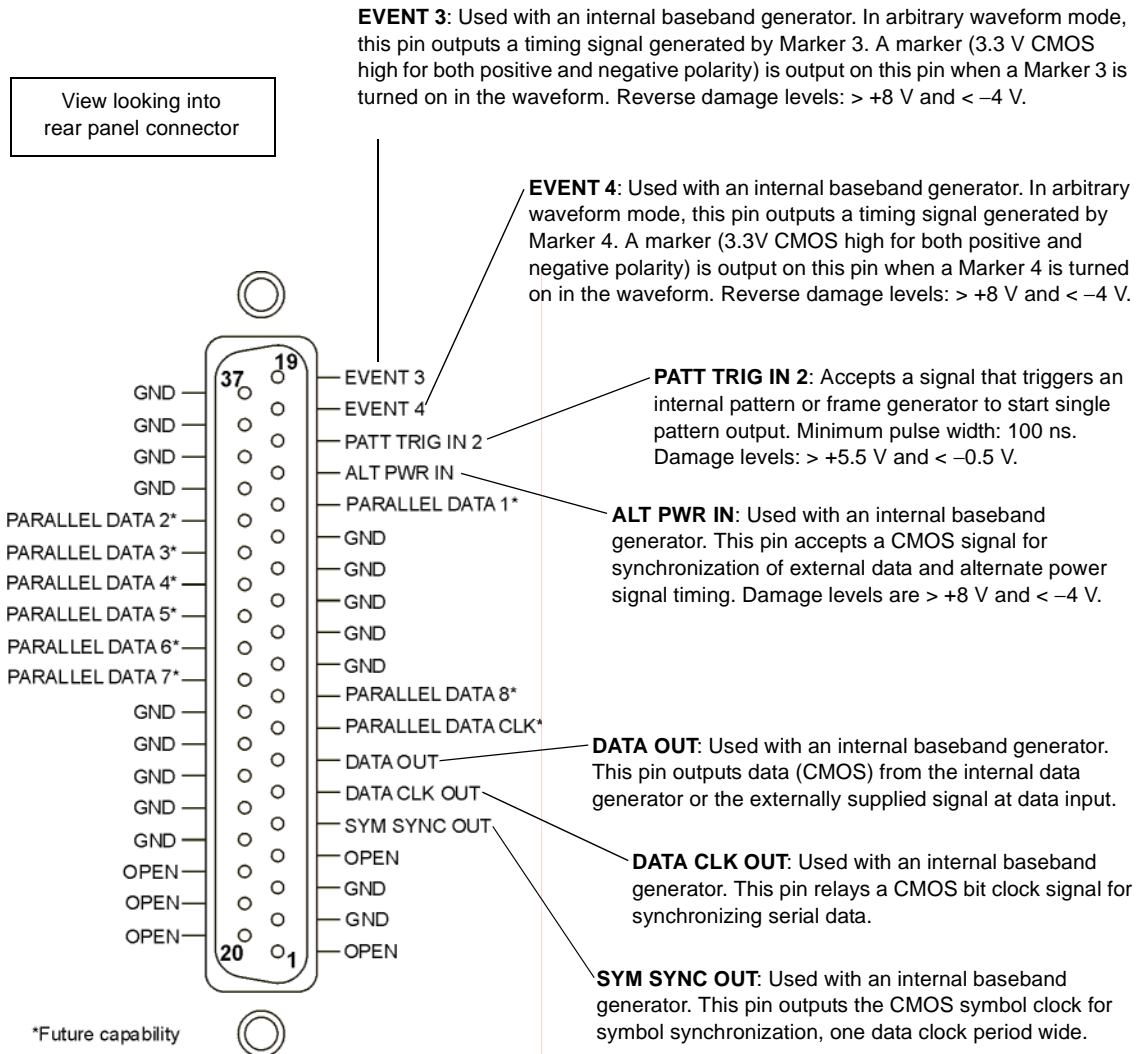 EVENT 3: Used with an internal baseband generator. In arbitrary waveform mode,
this pin outputs a timing signal generated by Marker 3. A marker (3.3 V CMOS
high for both positive and negative polarity) is output on this pin when a Marker 3 is
turned on in the waveform. Reverse damage levels: > +8 V and < −4 V.
View looking into
rear panel connector
EVENT 4: Used with an internal baseband generator. In arbitrary
waveform mode, this pin outputs a timing signal generated by
Marker 4. A marker (3.3V CMOS high for both positive and
negative polarity) is output on this pin when a Marker 4 is turned
on in the waveform. Reverse damage levels: > +8 V and < −4 V.
PATT TRIG IN 2: Accepts a signal that triggers an
internal pattern or frame generator to start single
pattern output. Minimum pulse width: 100 ns.
Damage levels: > +5.5 V and < −0.5 V.
ALT PWR IN: Used with an internal baseband
generator. This pin accepts a CMOS signal for
synchronization of external data and alternate power
signal timing. Damage levels are > +8 V and < −4 V.
DATA OUT: Used with an internal baseband generator.
This pin outputs data (CMOS) from the internal data
generator or the externally supplied signal at data input.
DATA CLK OUT: Used with an internal baseband
generator. This pin relays a CMOS bit clock signal for
synchronizing serial data.
SYM SYNC OUT: Used with an internal baseband
generator. This pin outputs the CMOS symbol clock for
symbol synchronization, one data clock period wide.
37
19
20
1
GND
GND
GND
GND
PARALLEL DATA 2*
PARALLEL DATA 3*
PARALLEL DATA 4*
PARALLEL DATA 5*
PARALLEL DATA 6*
PARALLEL DATA 7*
GND
GND
GND
GND
GND
OPEN
OPEN
OPEN
EVENT 3
EVENT 4
PATT TRIG IN 2
ALT PWR IN
PARALLEL DATA 1*
GND
GND
GND
GND
GND
PARALLEL DATA 8*
PARALLEL DATA CLK*
DATA OUT
DATA CLK OUT
SYM SYNC OUT
OPEN
GND
GND
OPEN
*Future capability